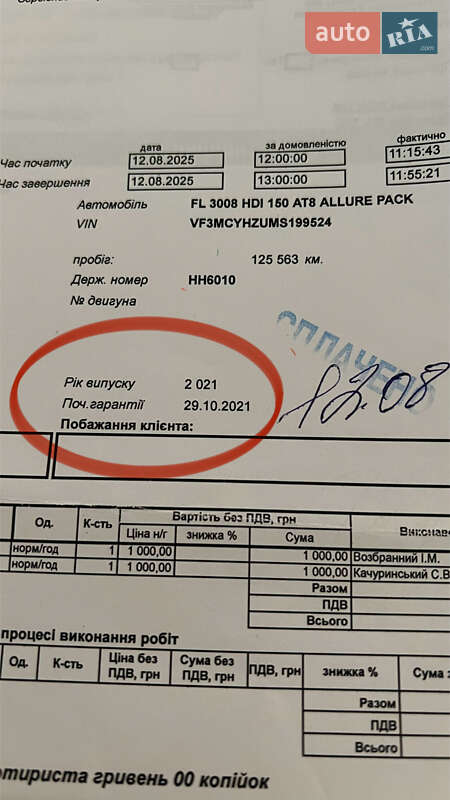 auto RIA .com
дата за домовленістю фактично
Час початку 12.08.2025 12:00:00 11:15:43
Час завершення 12.08.2025 13:00:00 11:55:21
Автомобіль FL 3008 HDI 150 AT8 ALLURE PACK
VIN VF3MCYHZUMS199524
пробіг: 125 563 км.
Держ. номер HH6010
№ двигуна
СПЛАЧЕНО
12.08
Рік випуску 2 021
Поч.гарантії 29.10.2021
Побажання клієнта:
Вартість без ПДВ, грн
Од. К-сть Ціна н/г знижка % Сума
норм/год 1 1 000,00 1 000,00 Возбранний І.М.
норм/год 1 1 000,00 1 000,00 Качуринський С.В
Разом
ПДВ
Всього
процесі виконання робіт
Од. К-сть Ціна без ПДВ, грн Сума без ПДВ, грн ПДВ, грн знижка % Сума
Разом
ПДВ
Всього
отириста гривень 00 копійок